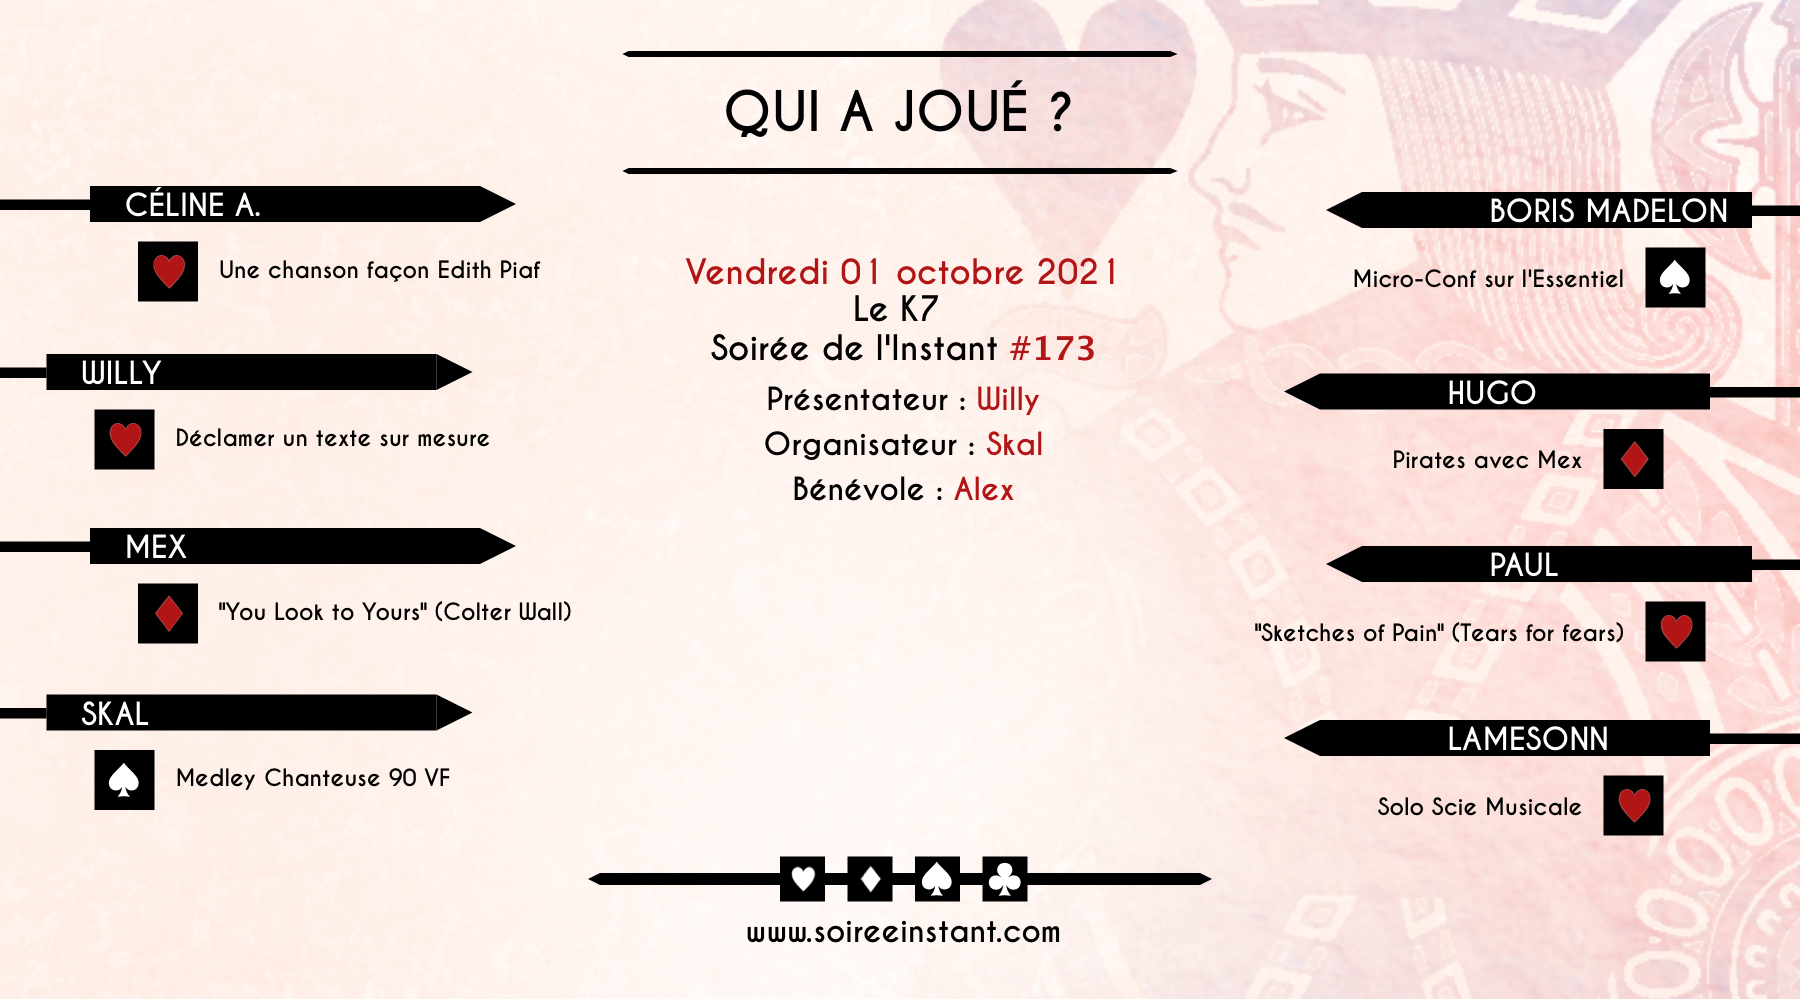 QUI A JOUÉ ?
Vendredi 01 octobre 2021
Le K7
Soirée de l'Instant #173
Présentateur : Willy
Organisateur : Skal
Bénévole : Alex
CÉLINE A.
Une chanson façon Edith Piaf
WILLY
Déclamer un texte sur mesure
MEX
"You Look to Yours" (Colter Wall)
SKAL
Medley Chanteuse 90 VF
BORIS MADELON
Micro-Conf sur l'Essentiel
HUGO
Pirates avec Mex
PAUL
"Sketches of Pain" (Tears for fears)
LAMESONN
Solo Scie Musicale
www.soireeinstant.com